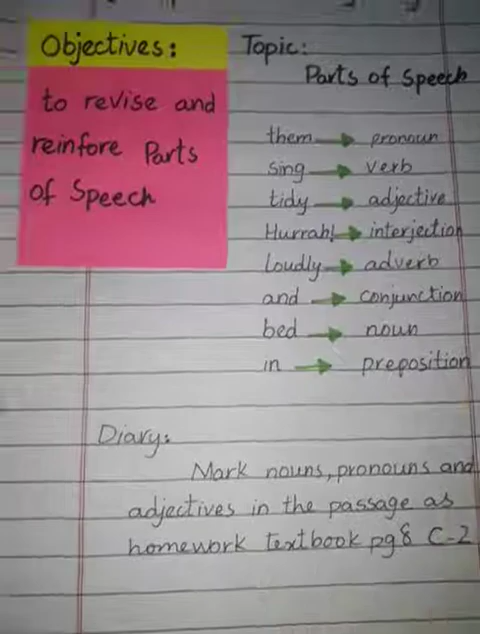 Objectives:
to revise and
reinfore Parts
of Speech
Topic:
Parts of Speech
them → pronoun
sing → verb
tidy → adjective
Hurrah! → interjection
loudly → adverb
and → conjunction
bed → noun
in → preposition
Diary:
Mark nouns, pronouns and
adjectives in the passage as
homework textbook pg8 C-2